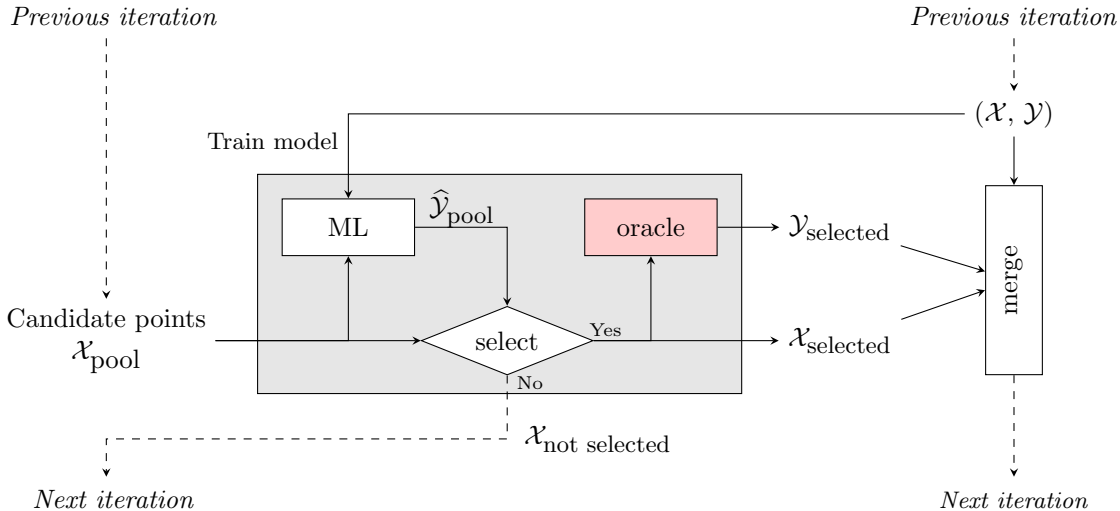 Previous iteration
Previous iteration
(𝒳, 𝒴)
Train model
ML
𝒴̂pool
oracle
𝒴selected
merge
Candidate points
𝒳pool
select
Yes
𝒳selected
No
𝒳not selected
Next iteration
Next iteration